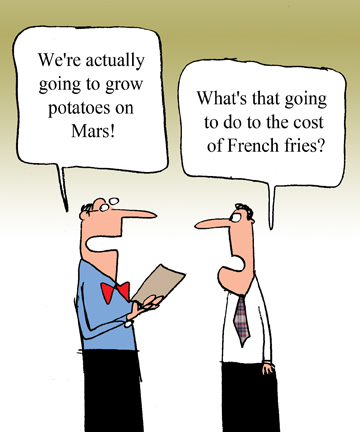 We're actually
going to grow
potatoes on
Mars!
What's that going
to do to the cost
of French fries?